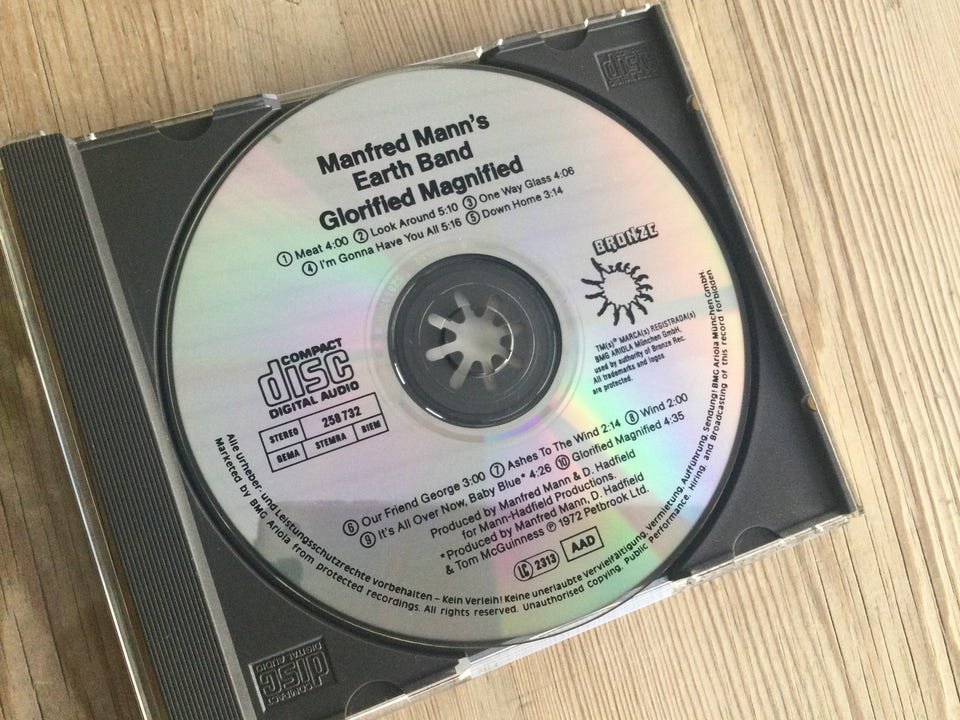 Manfred Mann's
Earth Band
Glorified Magnified
① Meat 4:00 ② Look Around 5:10 ③ One Way Glass 4:06
④ I'm Gonna Have You All 5:16 ⑤ Down Home 3:14
BRONZE
TM(s)® MARCA(s) REGISTRADA(s)
BMG ARIOLA München GmbH,
used by authority of Bronze Rec.
All trademarks and logos
are protected.
COMPACT
disc
DIGITAL AUDIO
STEREO 258 732
GEMA STEMRA BIEM
⑥ Our Friend George 3:00 ⑦ Ashes To The Wind 2:14 ⑧ Wind 2:00
⑨ It's All Over Now, Baby Blue* 4:26 ⑩ Glorified Magnified 4:35
Produced by Manfred Mann & D. Hadfield
for Mann-Hadfield Productions.
*Produced by Manfred Mann, D. Hadfield
& Tom McGuinness ℗ 1972 Petbrook Ltd.
LC 2313 AAD
Alle Urheber- und Leistungsschutzrechte vorbehalten – Kein Verleih! Keine unerlaubte Vervielfältigung, Vermietung, Aufführung, Sendung! BMG Ariola München GmbH.
Marketed by BMG Ariola from protected recordings. All rights reserved. Unauthorised Copying, Public Performance, Hiring, and Broadcasting of this record forbidden.
COMPACT
disc
DIGITAL AUDIO
disc